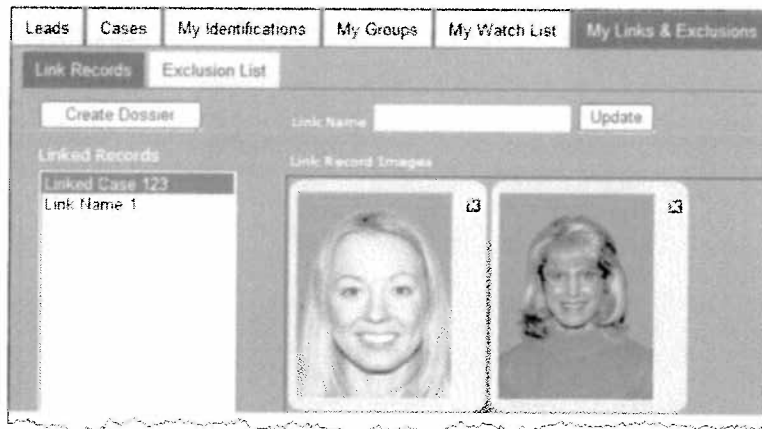 Leads Cases My Identifications My Groups My Watch List My Links & Exclusions
Link Records Exclusion List
Create Dossier Link Name Update
Linked Records Link Record Images
Linked Case 123
Link Name 1